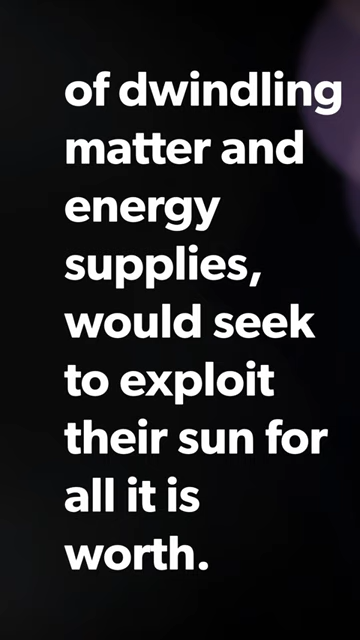 of dwindling
matter and
energy
supplies,
would seek
to exploit
their sun for
all it is
worth.